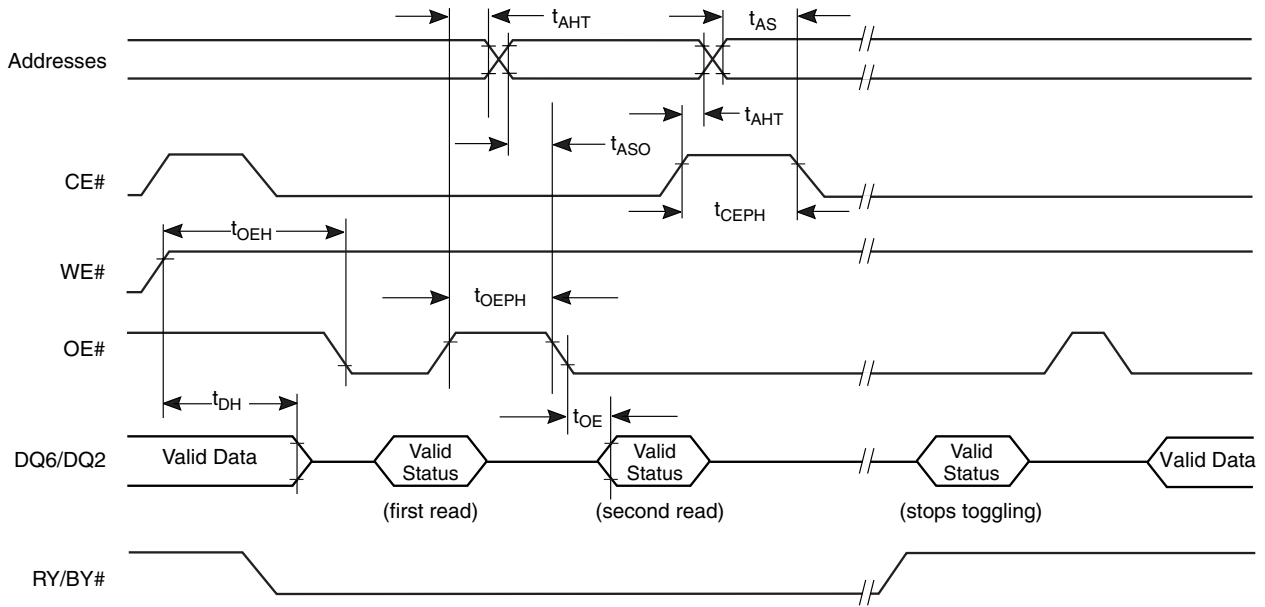 tAHT
tAS
Addresses
tAHT
tASO
CE#
tCEPH
tOEH
WE#
tOEPH
OE#
tDH
tOE
DQ6/DQ2
Valid Data
Valid
Status
Valid
Status
Valid
Status
Valid Data
(first read)
(second read)
(stops toggling)
RY/BY#